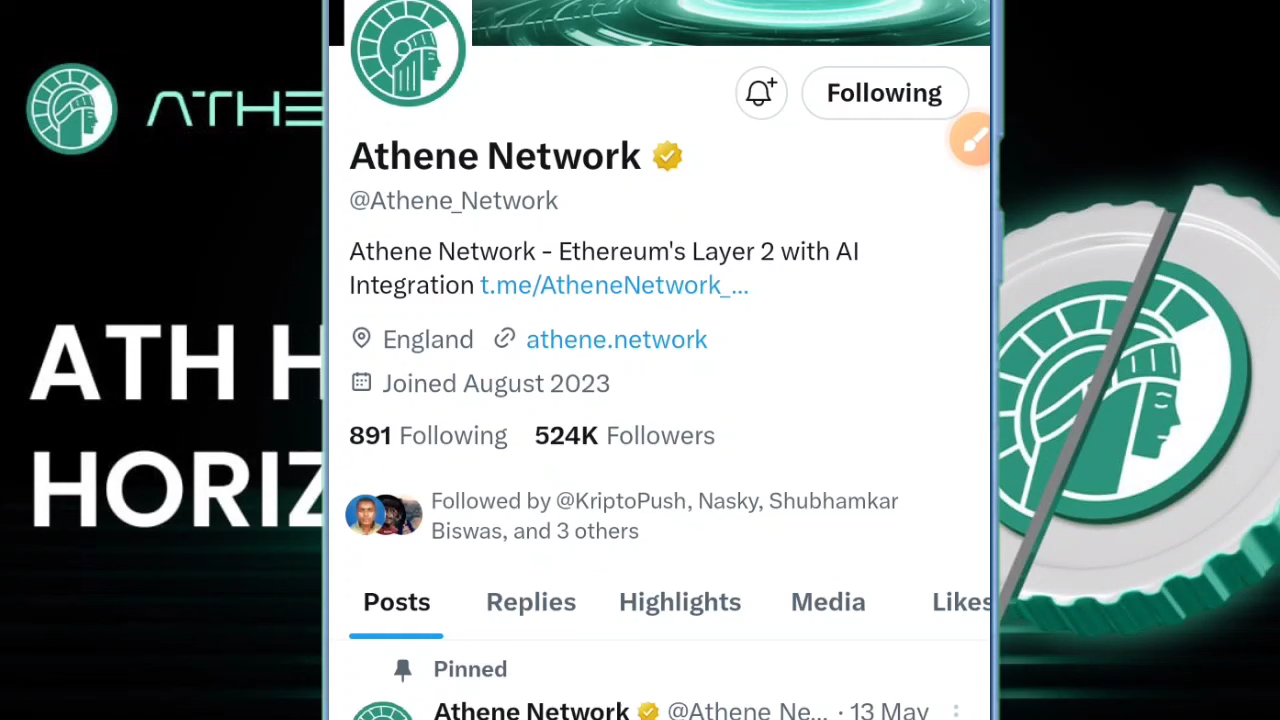 ATHE
ATH H
HORIZ
Following
Athene Network
@Athene_Network
Athene Network - Ethereum's Layer 2 with AI
Integration t.me/AtheneNetwork_...
England athene.network
Joined August 2023
891 Following 524K Followers
Followed by @KriptoPush, Nasky, Shubhamkar
Biswas, and 3 others
Posts Replies Highlights Media Likes
Pinned
Athene Network @Athene_Ne... · 13 May